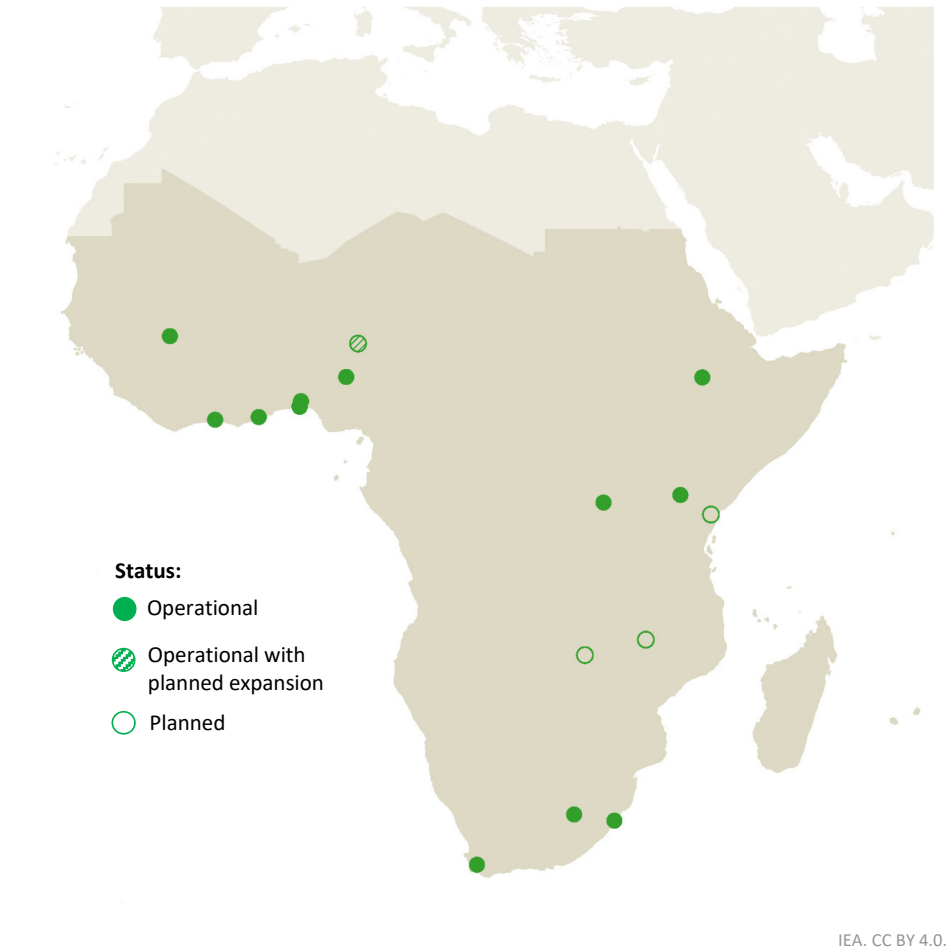 Status:
Operational
Operational with
planned expansion
Planned
IEA. CC BY 4.0.